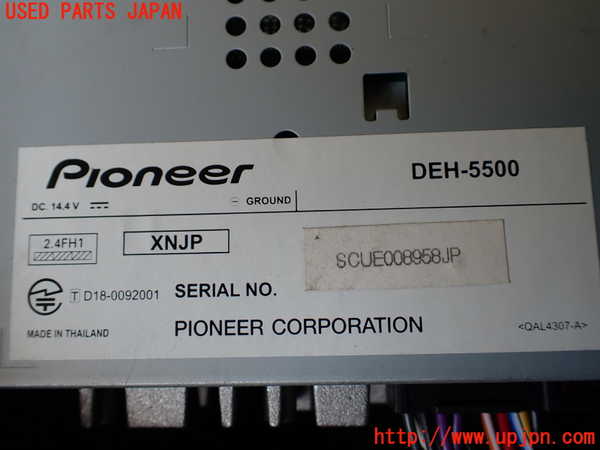 USED PARTS JAPAN
Pioneer
DEH-5500
DC. 14.4 V
GROUND
2.4FH1
XNJP
SCUE008958JP
T D18-0092001
SERIAL NO.
MADE IN THAILAND
PIONEER CORPORATION
<QAL4307-A>
http://www.upjpn.com